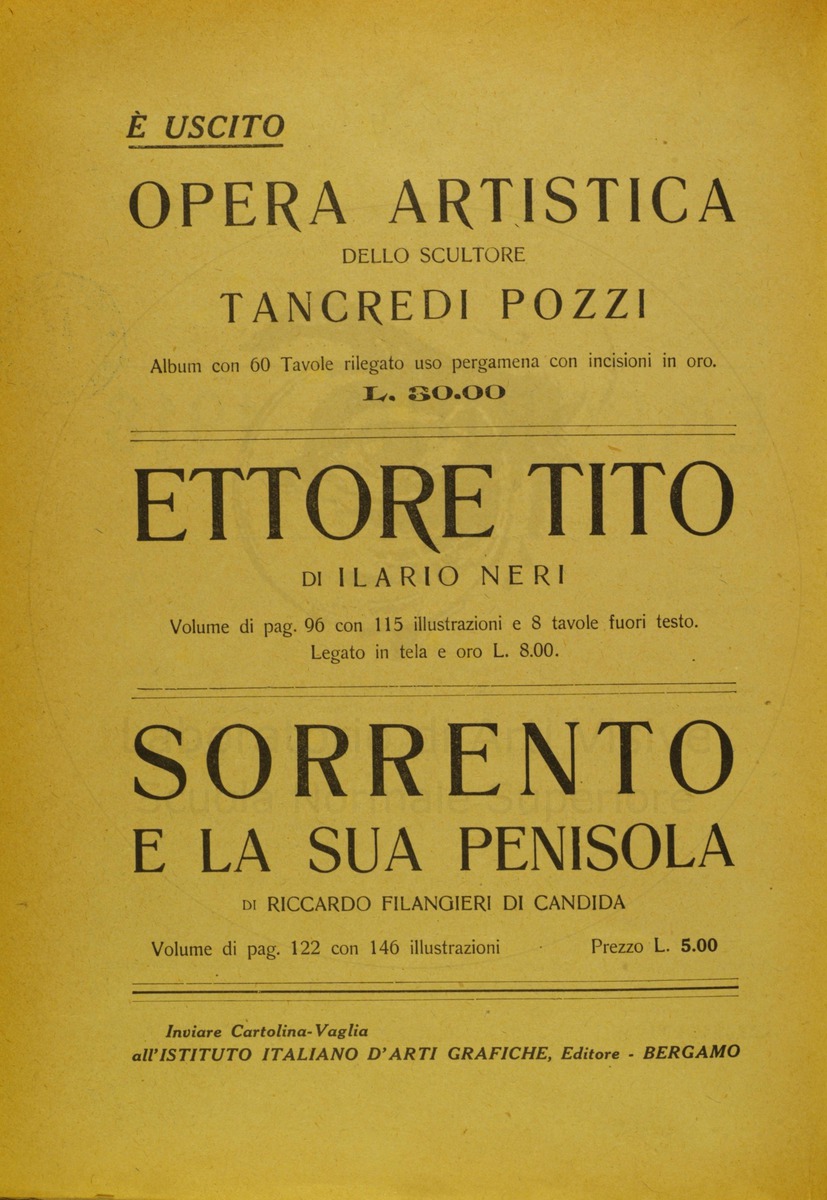 È USCITO
OPERA ARTISTICA
DELLO SCULTORE
TANCREDI POZZI
Album con 60 Tavole rilegato uso pergamena con incisioni in oro.
L. 30.00
ETTORE TITO
DI ILARIO NERI
Volume di pag. 96 con 115 illustrazioni e 8 tavole fuori testo.
Legato in tela e oro L. 8.00.
SORRENTO
E LA SUA PENISOLA
DI RICCARDO FILANGIERI DI CANDIDA
Volume di pag. 122 con 146 illustrazioni Prezzo L. 5.00
Inviare Cartolina-Vaglia
all'ISTITUTO ITALIANO D'ARTI GRAFICHE, Editore - BERGAMO